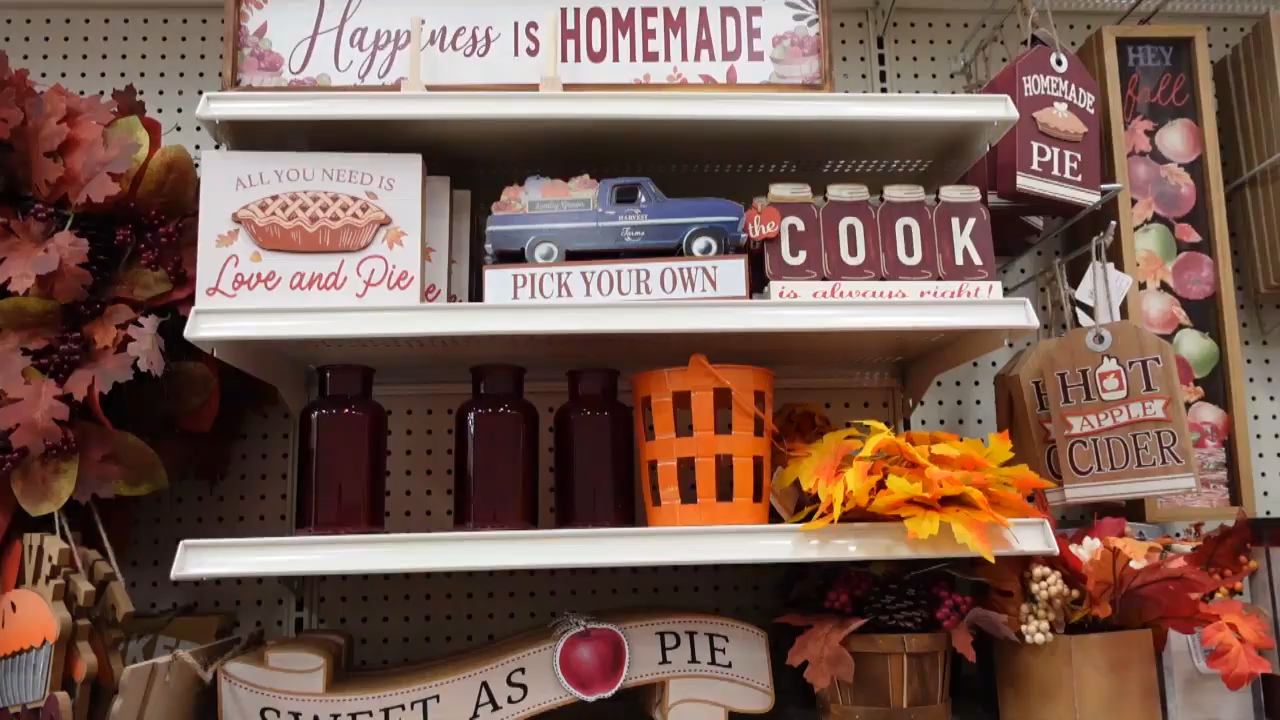 Happiness is HOMEMADE
HEY
fall
HOMEMADE
PIE
ALL YOU NEED IS
Love and Pie
e
HARVEST
Farms
PICK YOUR OWN
the
COOK
is always right!
HOT
APPLE
CIDER
H
C
SWEET AS PIE